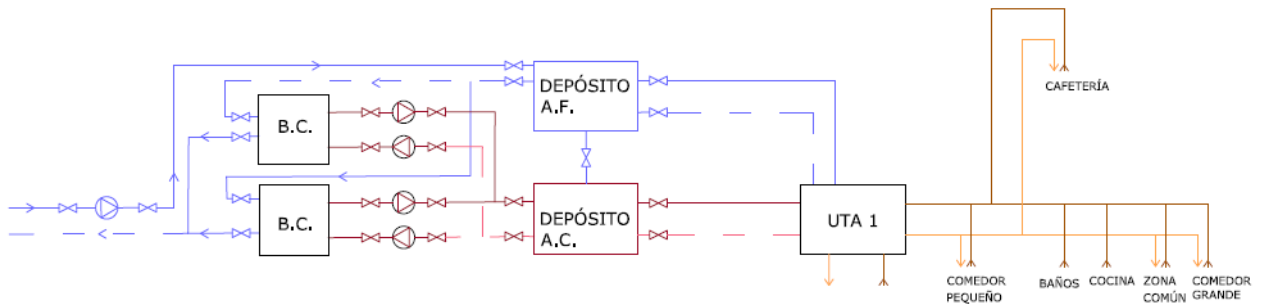 CAFETERÍA
DEPÓSITO
A.F.
B.C.
B.C.
DEPÓSITO
A.C.
UTA 1
COMEDOR
PEQUEÑO
BAÑOS
COCINA
ZONA
COMÚN
COMEDOR
GRANDE